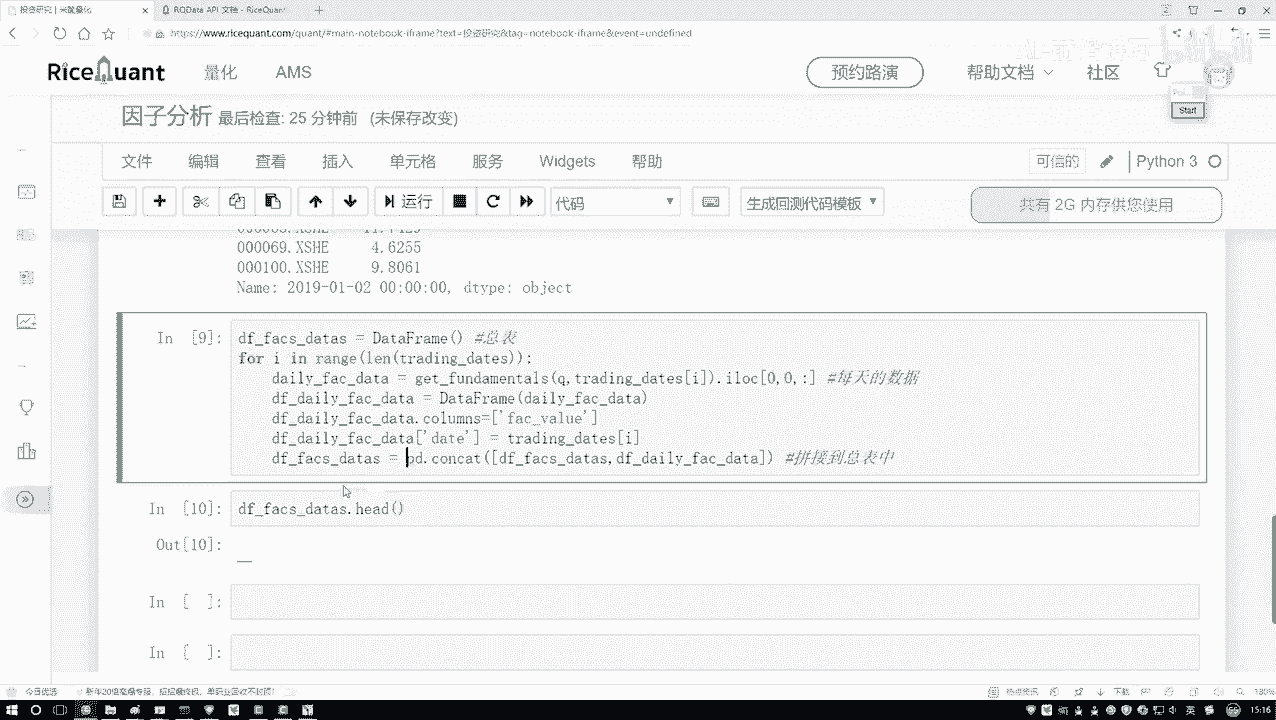 投资研究 | 米筐量化
RQData API 文档 - RiceQuant
https://www.ricequant.com/quant/#main-notebook-iframe?text=投资研究&tag=notebook-iframe&event=undefined
RiceQuant 量化 AMS 预约路演 帮助文档 社区
Start
因子分析 最后检查: 25 分钟前 (未保存改变)
文件 编辑 查看 插入 单元格 服务 Widgets 帮助 可信的 Python 3
运行 代码 生成回测代码模板 共有 2G 内存供您使用
000069.XSHE 4.6255
000100.XSHE 9.8061
Name: 2019-01-02 00:00:00, dtype: object
In [9]: df_facs_datas = DataFrame() #总表
for i in range(len(trading_dates)):
daily_fac_data = get_fundamentals(q,trading_dates[i]).iloc[0,0,:] #每天的数据
df_daily_fac_data = DataFrame(daily_fac_data)
df_daily_fac_data.columns=['fac_value']
df_daily_fac_data['date'] = trading_dates[i]
df_facs_datas = pd.concat([df_facs_datas,df_daily_fac_data]) #拼接到总表中
In [10]: df_facs_datas.head()
Out[10]:
In [ ]:
In [ ]:
今日优选
下载
180%
英
15:16